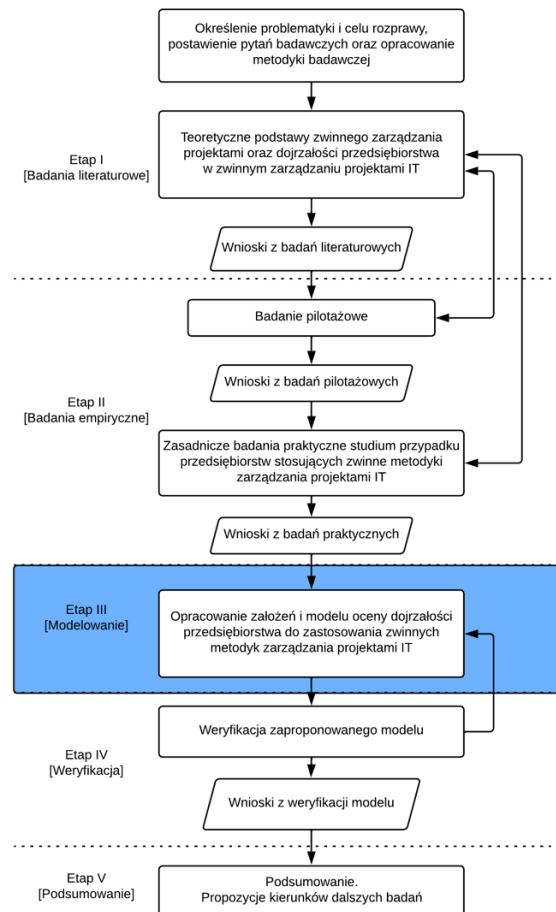 Określenie problematyki i celu rozprawy,
postawienie pytań badawczych oraz opracowanie
metodyki badawczej
Etap I
[Badania literaturowe]
Teoretyczne podstawy zwinnego zarządzania
projektami oraz dojrzałości przedsiębiorstwa
w zwinnym zarządzaniu projektami IT
Wnioski z badań literaturowych
Badanie pilotażowe
Wnioski z badań pilotażowych
Etap II
[Badania empiryczne]
Zasadnicze badania praktyczne studium przypadku
przedsiębiorstw stosujących zwinne metodyki
zarządzania projektami IT
Wnioski z badań praktycznych
Etap III
[Modelowanie]
Opracowanie założeń i modelu oceny dojrzałości
przedsiębiorstwa do zastosowania zwinnych
metodyk zarządzania projektami IT
Weryfikacja zaproponowanego modelu
Etap IV
[Weryfikacja]
Wnioski z weryfikacji modelu
Etap V
[Podsumowanie]
Podsumowanie.
Propozycje kierunków dalszych badań